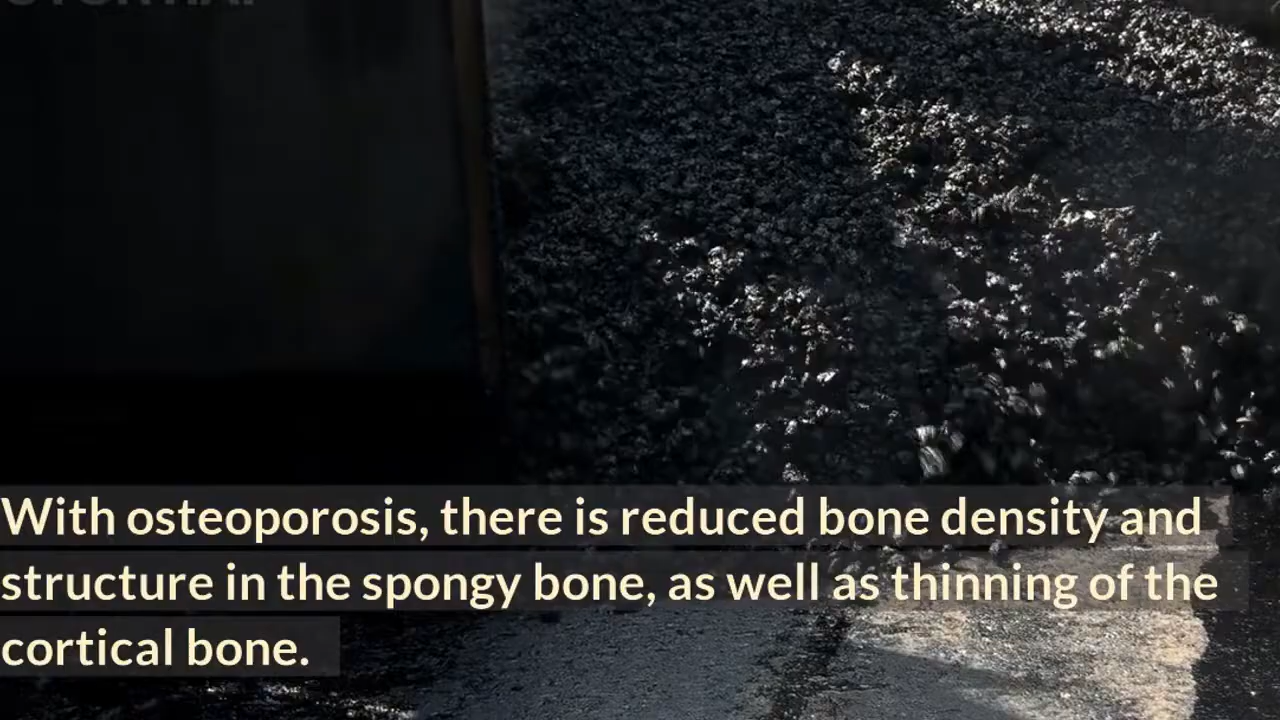 With osteoporosis, there is reduced bone density and
structure in the spongy bone, as well as thinning of the
cortical bone.